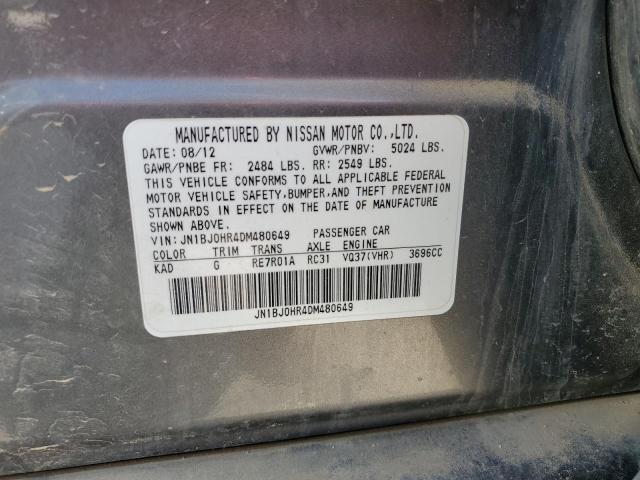 MANUFACTURED BY NISSAN MOTOR CO.,LTD.
DATE: 08/12 GVWR/PNBV: 5024 LBS.
GAWR/PNBE FR: 2484 LBS. RR: 2549 LBS.
THIS VEHICLE CONFORMS TO ALL APPLICABLE FEDERAL
MOTOR VEHICLE SAFETY, BUMPER, AND THEFT PREVENTION
STANDARDS IN EFFECT ON THE DATE OF MANUFACTURE
SHOWN ABOVE.
VIN: JN1BJ0HR4DM480649 PASSENGER CAR
COLOR TRIM TRANS AXLE ENGINE
KAD G RE7R01A RC31 VQ37(VHR) 3696CC
JN1BJ0HR4DM480649